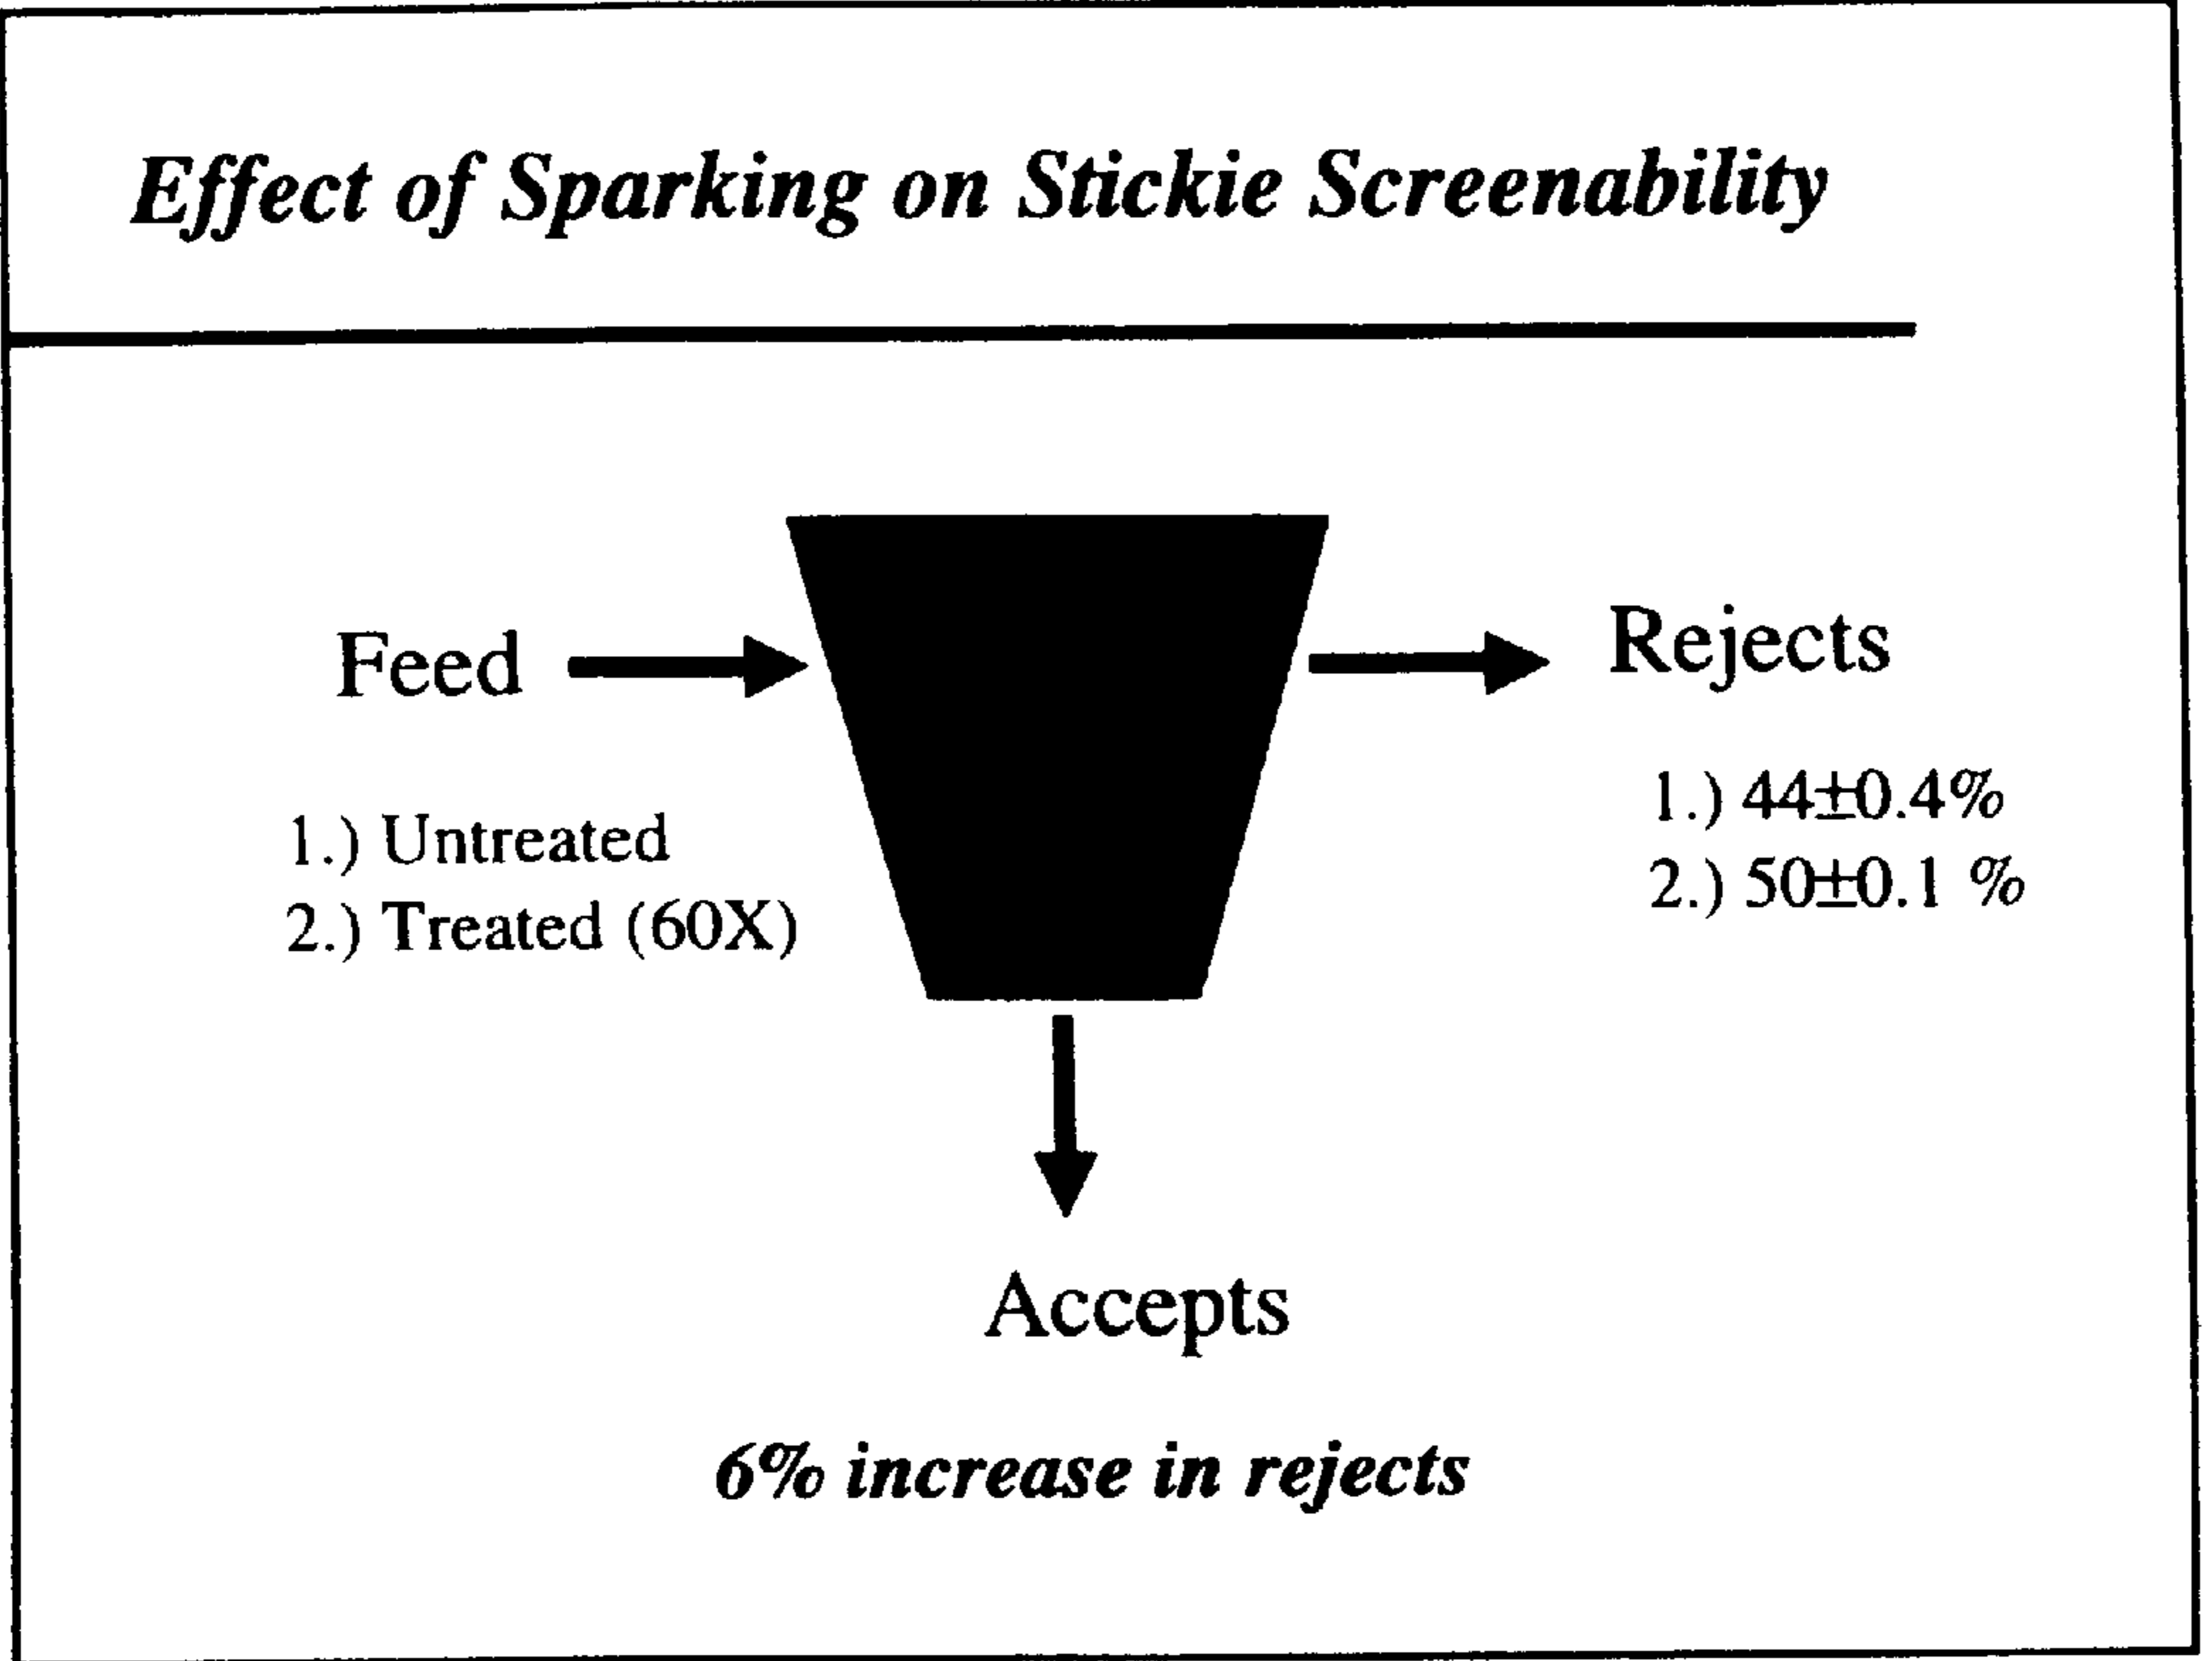 Effect of Sparking on Stickie Screenability
Feed
Rejects
1.) Untreated
2.) Treated (60X)
1.) 44±0.4%
2.) 50±0.1 %
Accepts
6% increase in rejects